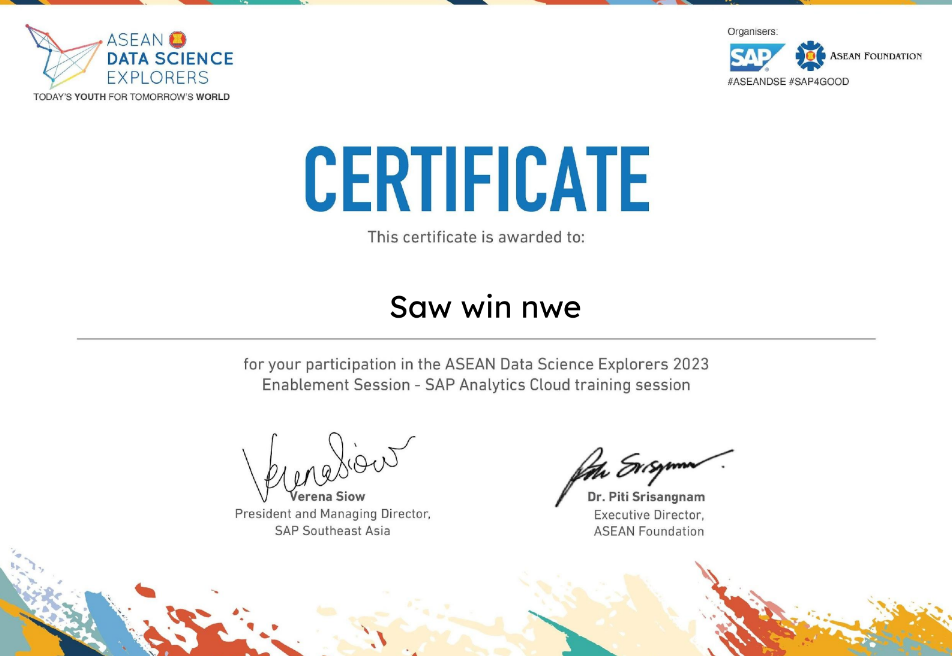 ASEAN
DATA SCIENCE
EXPLORERS
TODAY'S YOUTH FOR TOMORROW'S WORLD
Organisers:
SAP
ASEAN FOUNDATION
#ASEANDSE #SAP4GOOD
CERTIFICATE
This certificate is awarded to:
Saw win nwe
for your participation in the ASEAN Data Science Explorers 2023
Enablement Session - SAP Analytics Cloud training session
Verena Siow
Verena Siow
President and Managing Director,
SAP Southeast Asia
Dr. Piti Srisangnam
Executive Director,
ASEAN Foundation